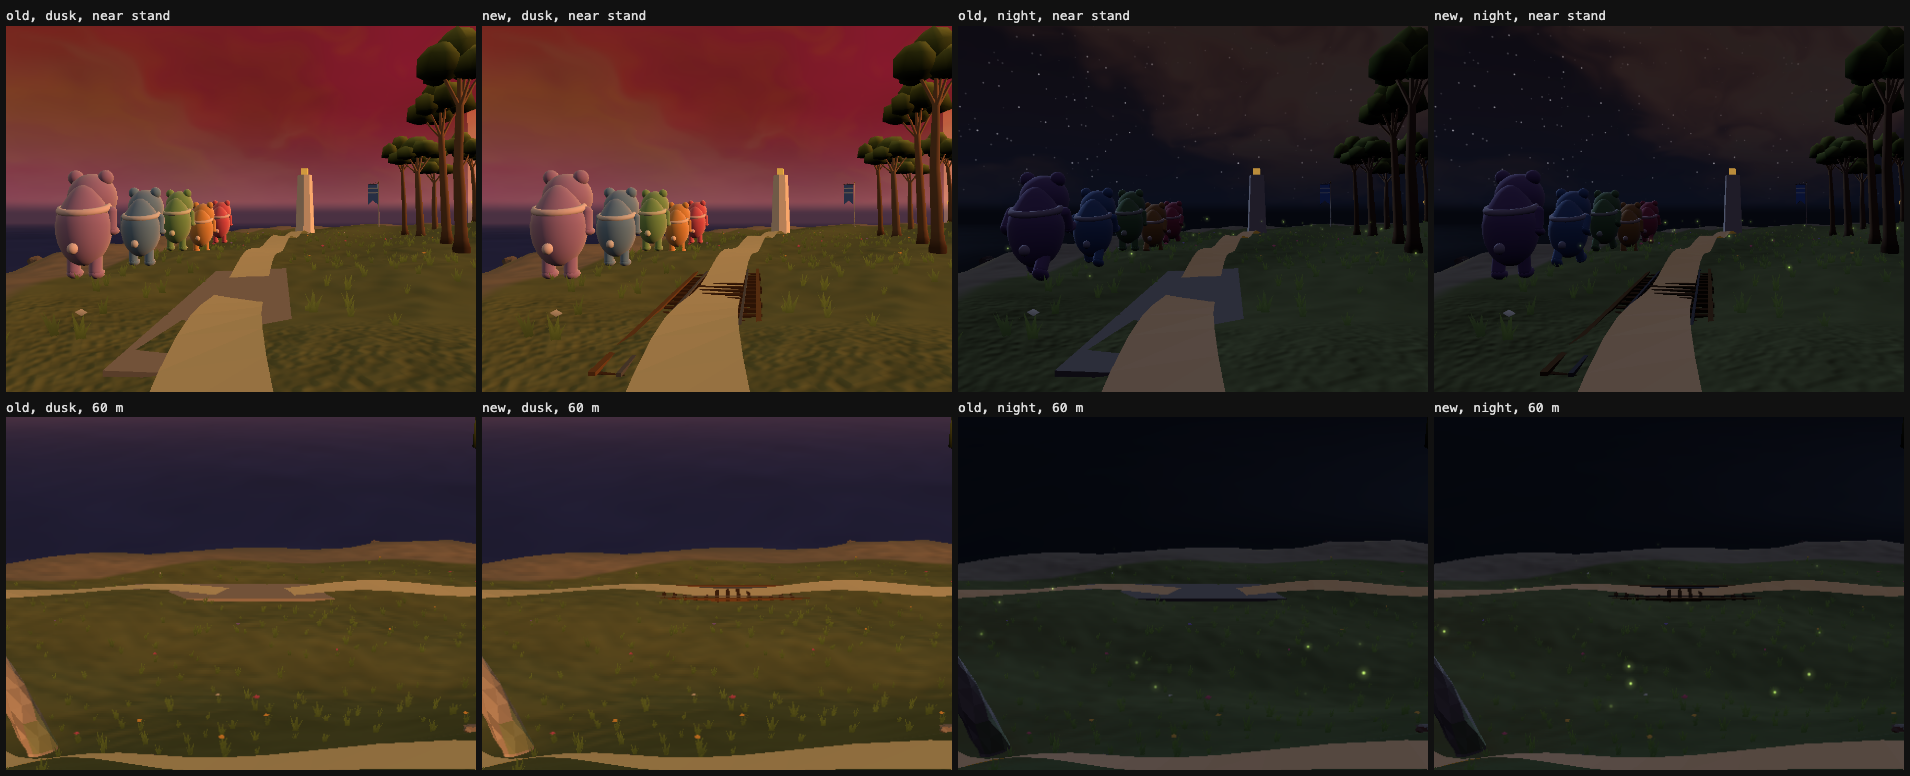 old, dusk, near stand
new, dusk, near stand
old, night, near stand
new, night, near stand
old, dusk, 60 m
new, dusk, 60 m
old, night, 60 m
new, night, 60 m